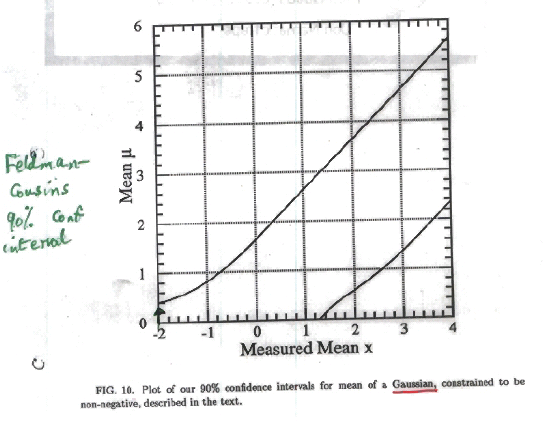 6
5
4
3
2
1
0
Mean μ
-2 -1 0 1 2 3 4
Measured Mean x
Feldman-
Cousins
90% Conf
interval
FIG. 10. Plot of our 90% confidence intervals for mean of a Gaussian, constrained to be
non-negative, described in the text.